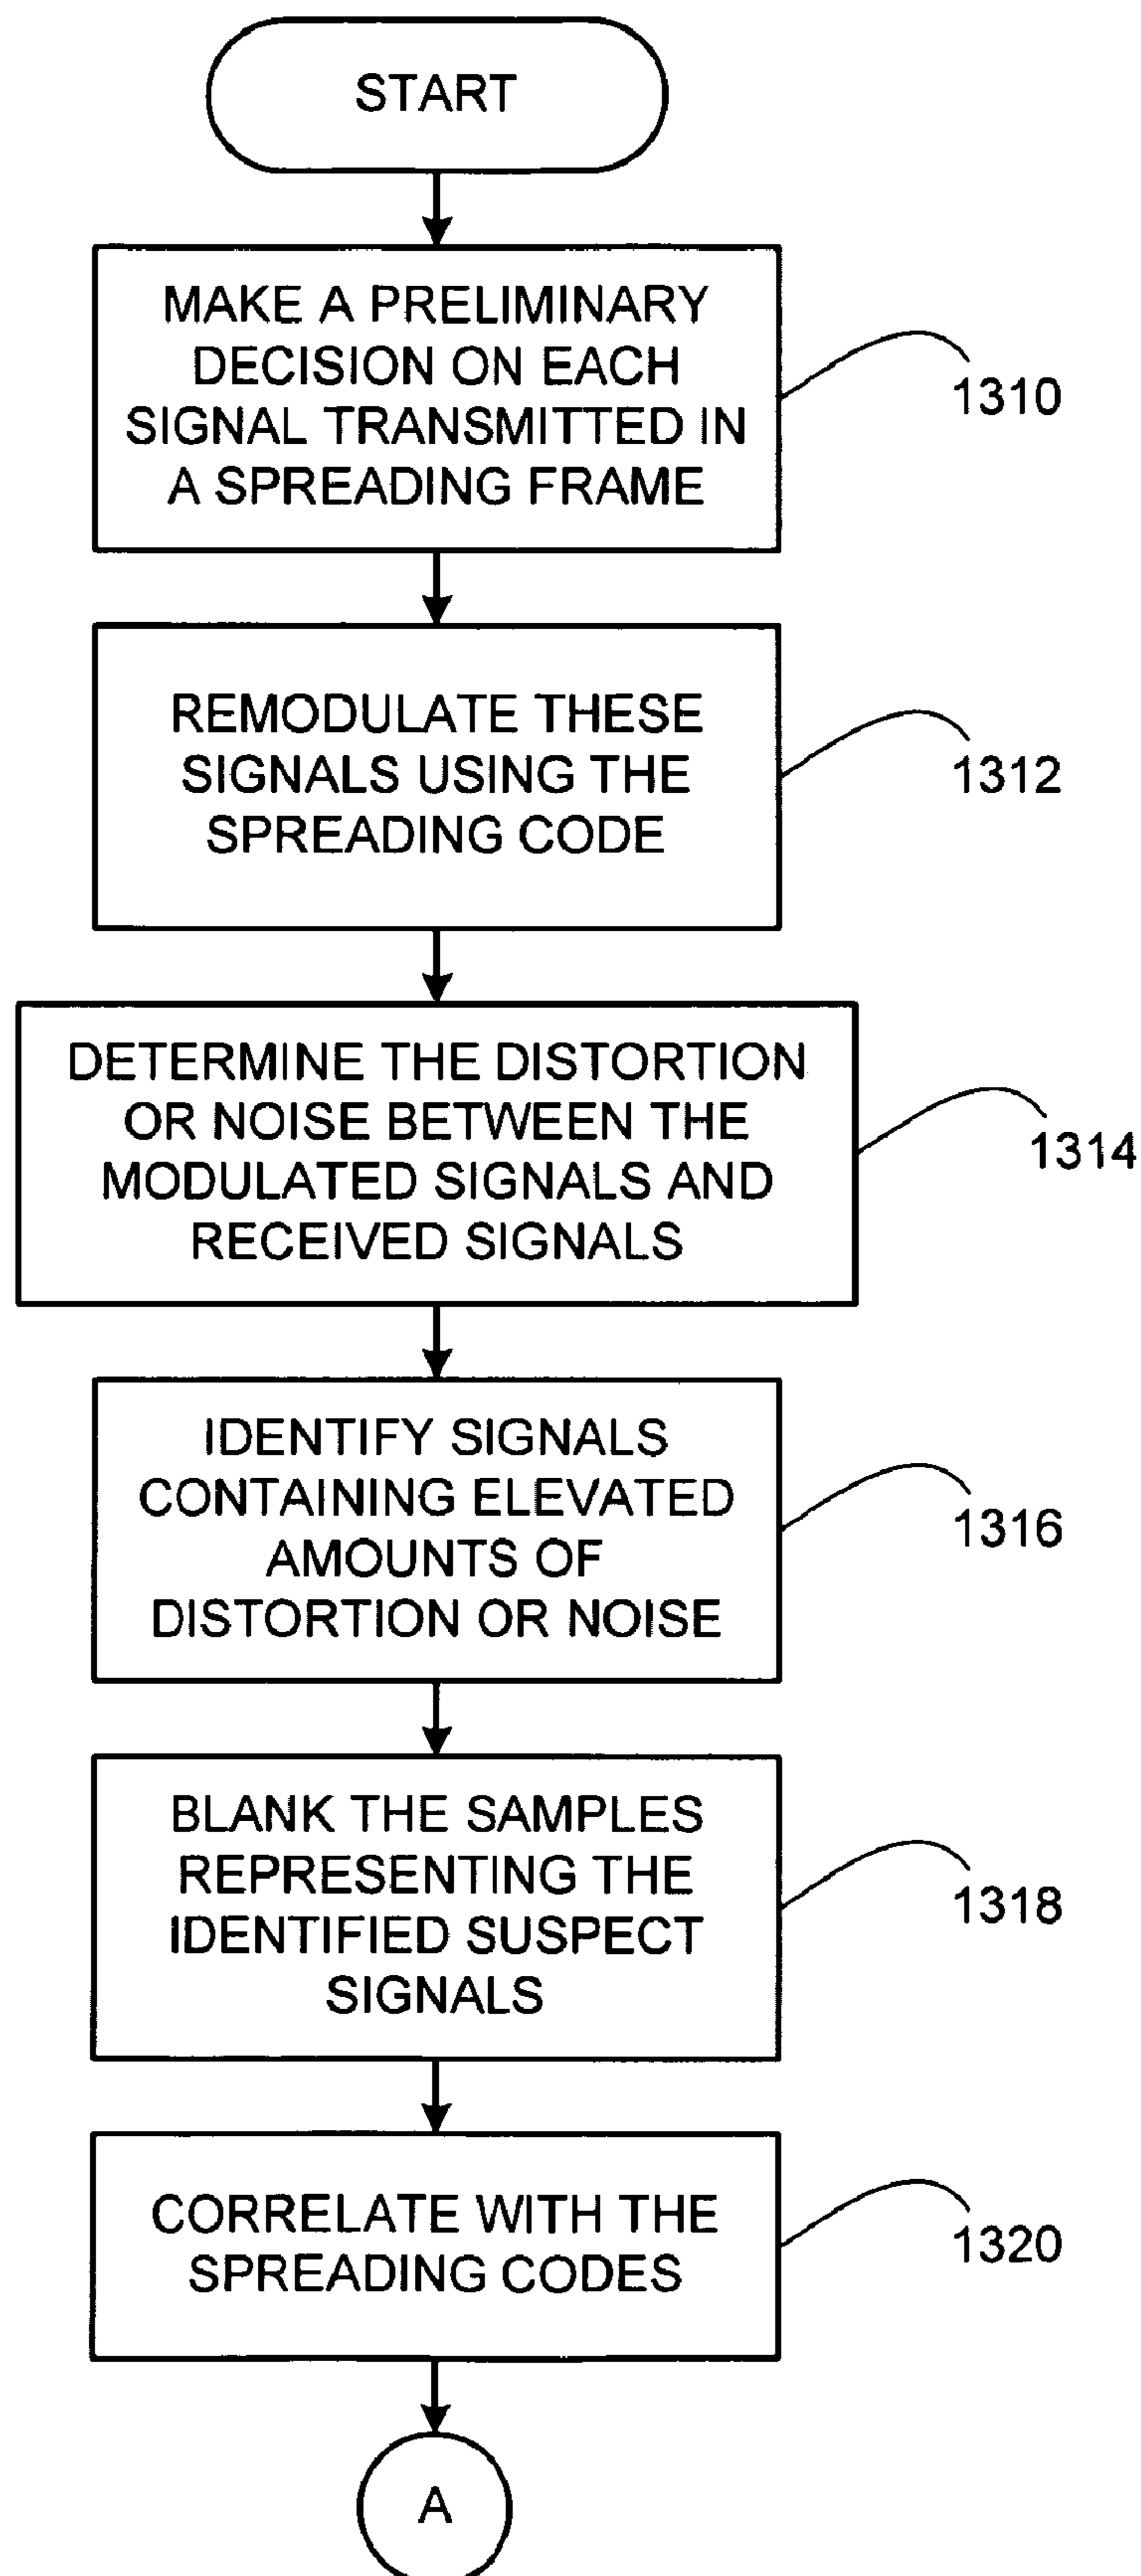 START
MAKE A PRELIMINARY
DECISION ON EACH
SIGNAL TRANSMITTED IN
A SPREADING FRAME
1310
REMODULATE THESE
SIGNALS USING THE
SPREADING CODE
1312
DETERMINE THE DISTORTION
OR NOISE BETWEEN THE
MODULATED SIGNALS AND
RECEIVED SIGNALS
1314
IDENTIFY SIGNALS
CONTAINING ELEVATED
AMOUNTS OF
DISTORTION OR NOISE
1316
BLANK THE SAMPLES
REPRESENTING THE
IDENTIFIED SUSPECT
SIGNALS
1318
CORRELATE WITH THE
SPREADING CODES
1320
A